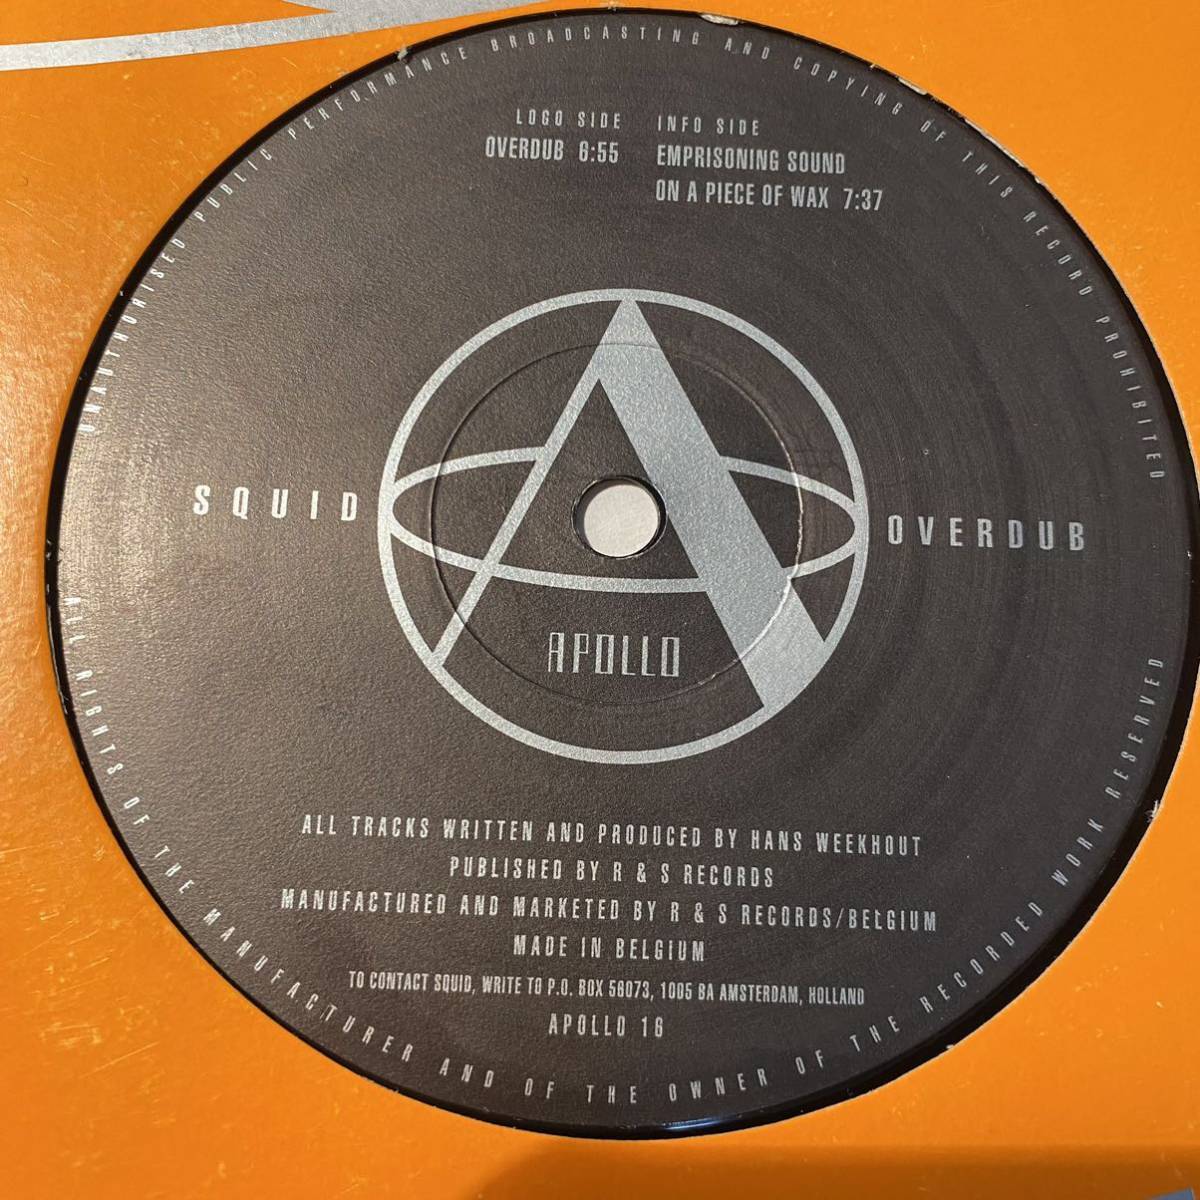 UNAUTHORISED PUBLIC PERFORMANCE BROADCASTING AND COPYING OF THIS RECORD PROHIBITED
LOGO SIDE
OVERDUB 6:55
INFO SIDE
EMPRISONING SOUND
ON A PIECE OF WAX 7:37
SQUID
OVERDUB
APOLLO
ALL TRACKS WRITTEN AND PRODUCED BY HANS WEEKHOUT
PUBLISHED BY R & S RECORDS
MANUFACTURED AND MARKETED BY R & S RECORDS/BELGIUM
MADE IN BELGIUM
TO CONTACT SQUID, WRITE TO P.O. BOX 56073, 1005 BA AMSTERDAM, HOLLAND
APOLLO 16
ALL RIGHTS OF THE MANUFACTURER AND OF THE OWNER OF THE RECORDED WORK RESERVED